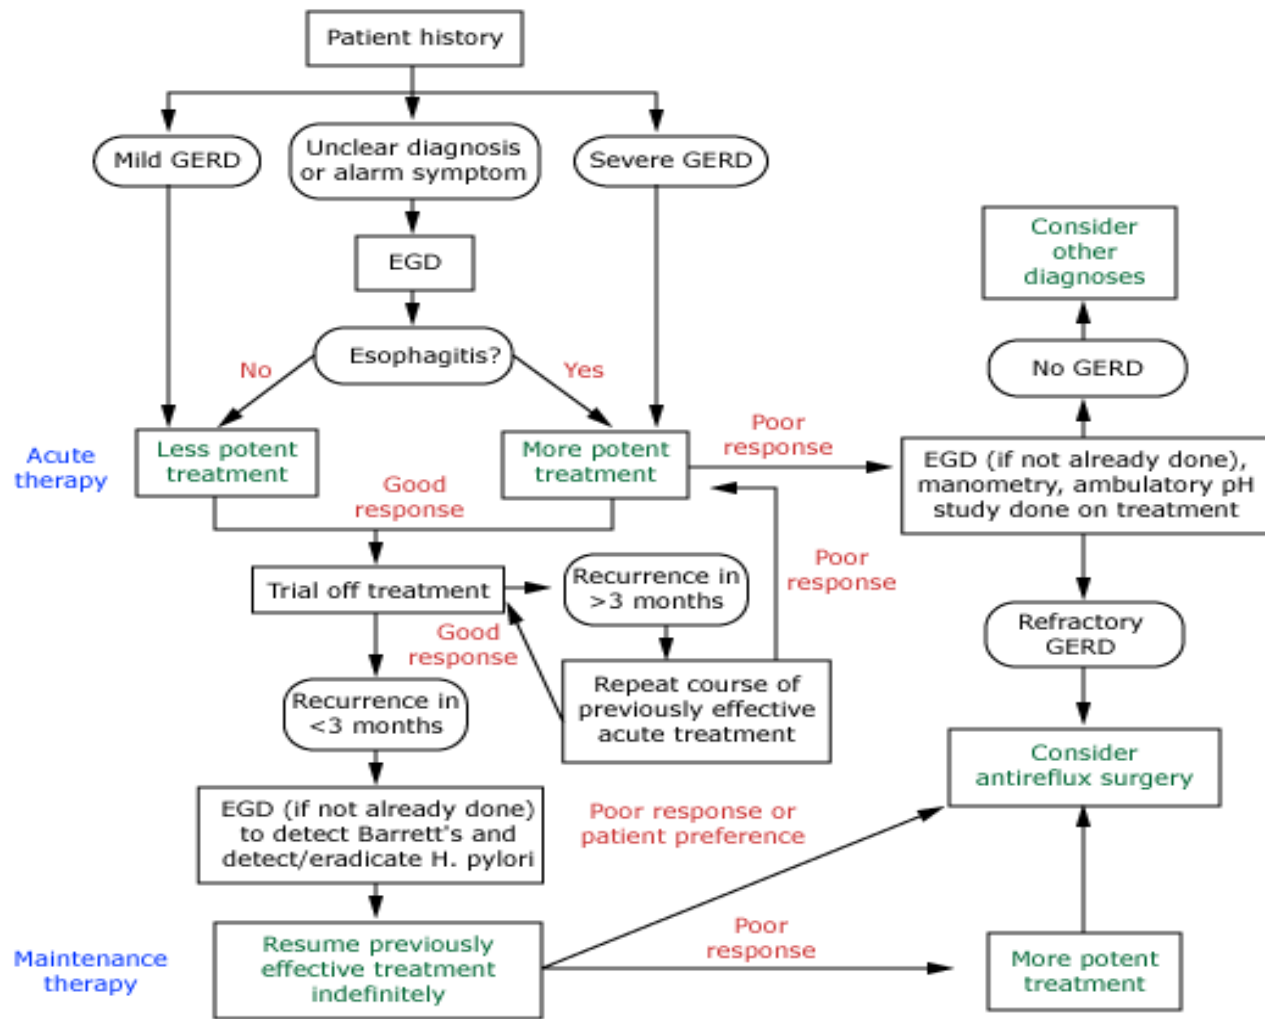 Patient history
Mild GERD
Unclear diagnosis
or alarm symptom
Severe GERD
EGD
Esophagitis?
No
Yes
Acute
therapy
Less potent
treatment
More potent
treatment
Poor
response
Good
response
Consider
other
diagnoses
No GERD
EGD (if not already done),
manometry, ambulatory pH
study done on treatment
Refractory
GERD
Consider
antireflux surgery
Trial off treatment
Recurrence in
>3 months
Poor
response
Good
response
Repeat course of
previously effective
acute treatment
Recurrence in
<3 months
EGD (if not already done)
to detect Barrett's and
detect/eradicate H. pylori
Poor response or
patient preference
Maintenance
therapy
Resume previously
effective treatment
indefinitely
Poor
response
More potent
treatment